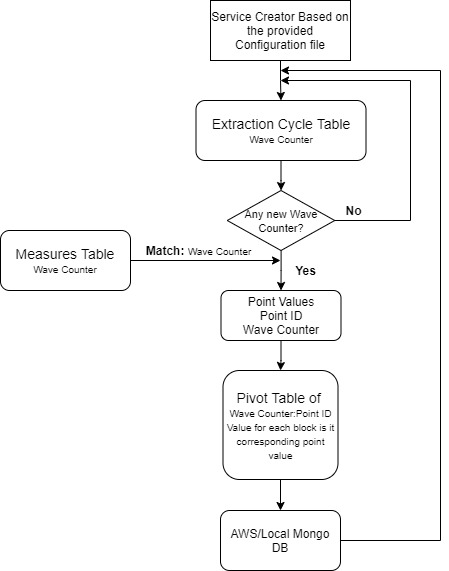 Service Creator Based on
the provided
Configuration file
Extraction Cycle Table
Wave Counter
Any new Wave
Counter?
No
Measures Table
Wave Counter
Match: Wave Counter
Yes
Point Values
Point ID
Wave Counter
Pivot Table of
Wave Counter:Point ID
Value for each block is it
corresponding point
value
AWS/Local Mongo
DB